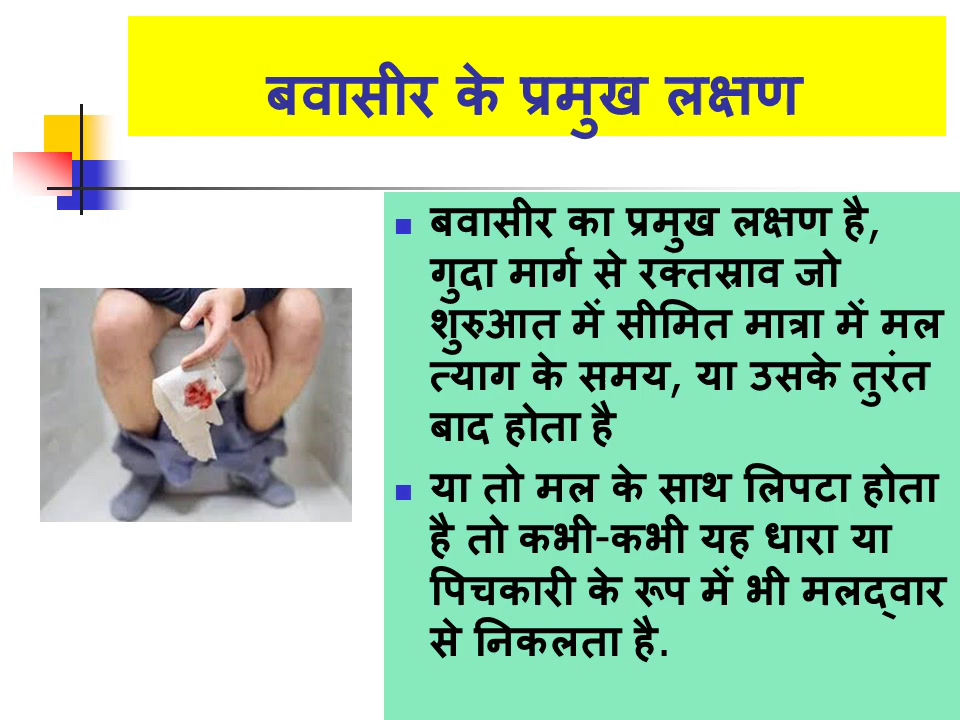 बवासीर के प्रमुख लक्षण
बवासीर का प्रमुख लक्षण है,
गुदा मार्ग से रक्तस्राव जो
शुरुआत में सीमित मात्रा में मल
त्याग के समय, या उसके तुरंत
बाद होता है
या तो मल के साथ लिपटा होता
है तो कभी-कभी यह धारा या
पिचकारी के रूप में भी मलद्वार
से निकलता है.